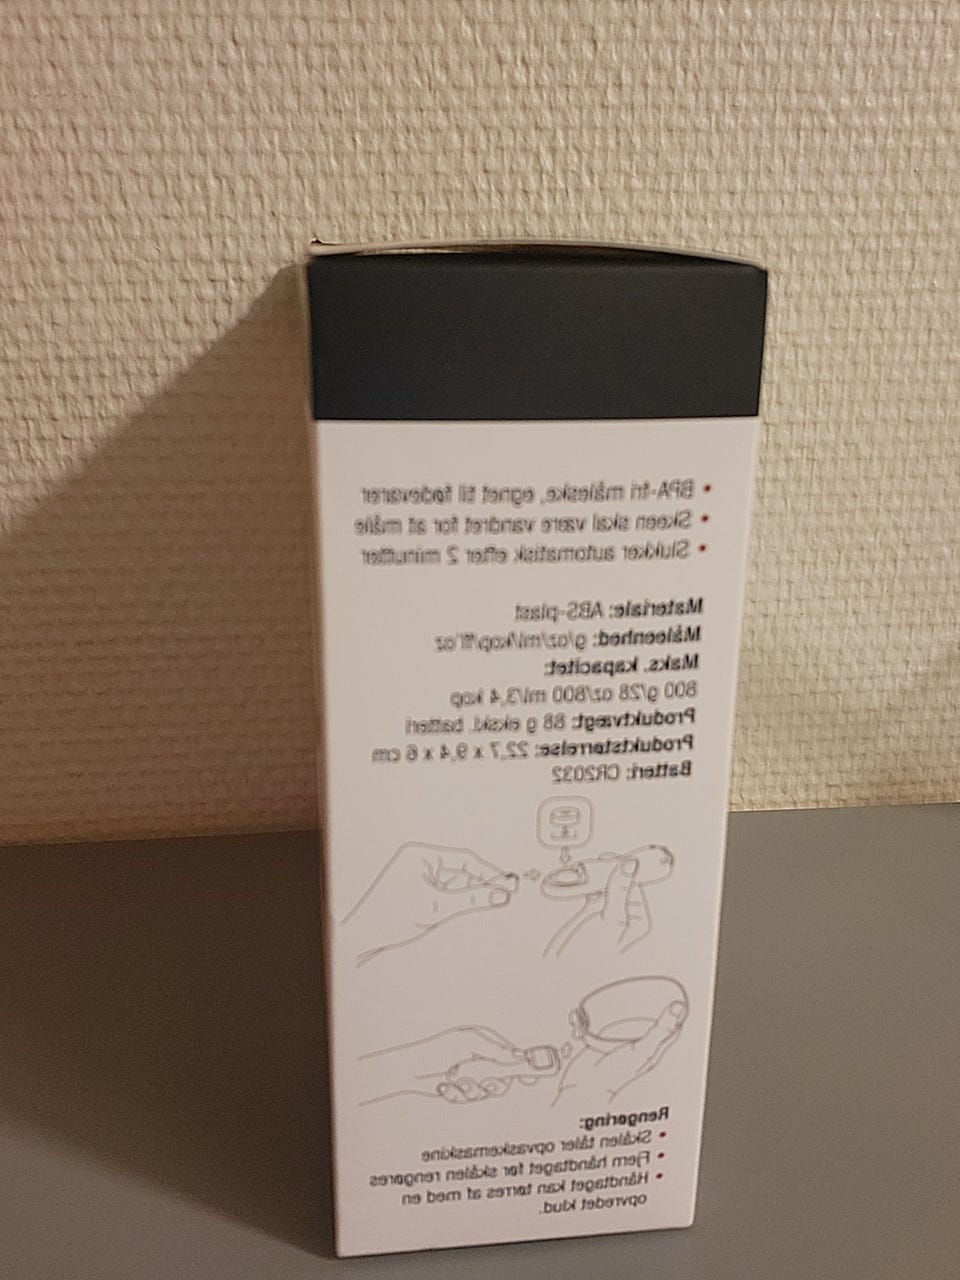 • BPA-fri måleske, egnet til fødevarer
• Skeen skal være vandret for at måle
• Slukker automatisk efter 2 minutter
Materiale: ABS-plast
Måleenhed: g/oz/ml/kop/fl'oz
Maks. kapacitet:
800 g/28 oz/800 ml/3,4 kop
Produktvægt: 88 g ekskl. batteri
Produktstørrelse: 22,7 x 9,4 x 6 cm
Batteri: CR2032
Rengøring:
• Skålen tåler opvaskemaskine
• Fjern håndtaget før skålen rengøres
• Håndtaget kan tørres af med en
opvredet klud.